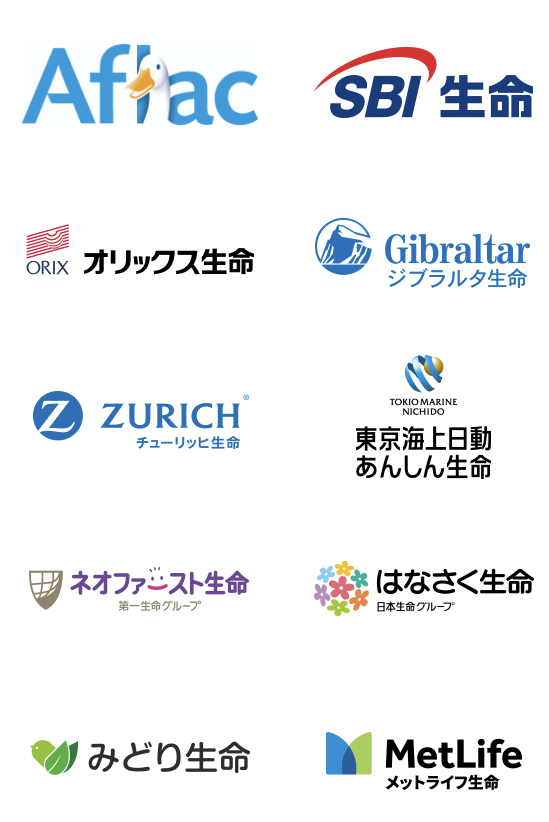 Aflac
SBI 生命
ORIX
オリックス生命
Gibraltar
ジブラルタ生命
Z ZURICH®
チューリッヒ生命
TOKIO MARINE
NICHIDO
東京海上日動
あんしん生命
ネオファースト生命
第一生命グループ
はなさく生命
日本生命グループ
みどり生命
MetLife
メットライフ生命